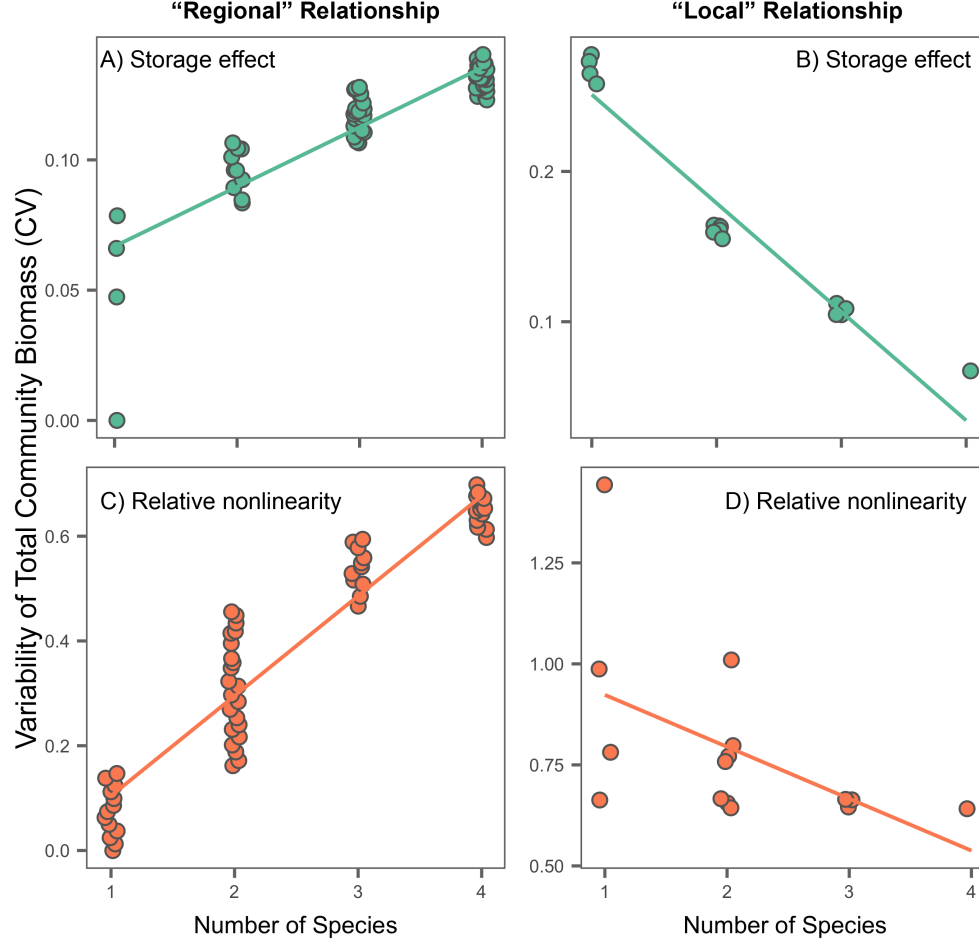 “Regional” Relationship
“Local” Relationship
A) Storage effect
B) Storage effect
0.10
0.05
0.00
0.2
0.1
Variability of Total Community Biomass (CV)
C) Relative nonlinearity
D) Relative nonlinearity
0.6
0.4
0.2
0.0
1.25
1.00
0.75
0.50
1 2 3 4
1 2 3 4
Number of Species
Number of Species